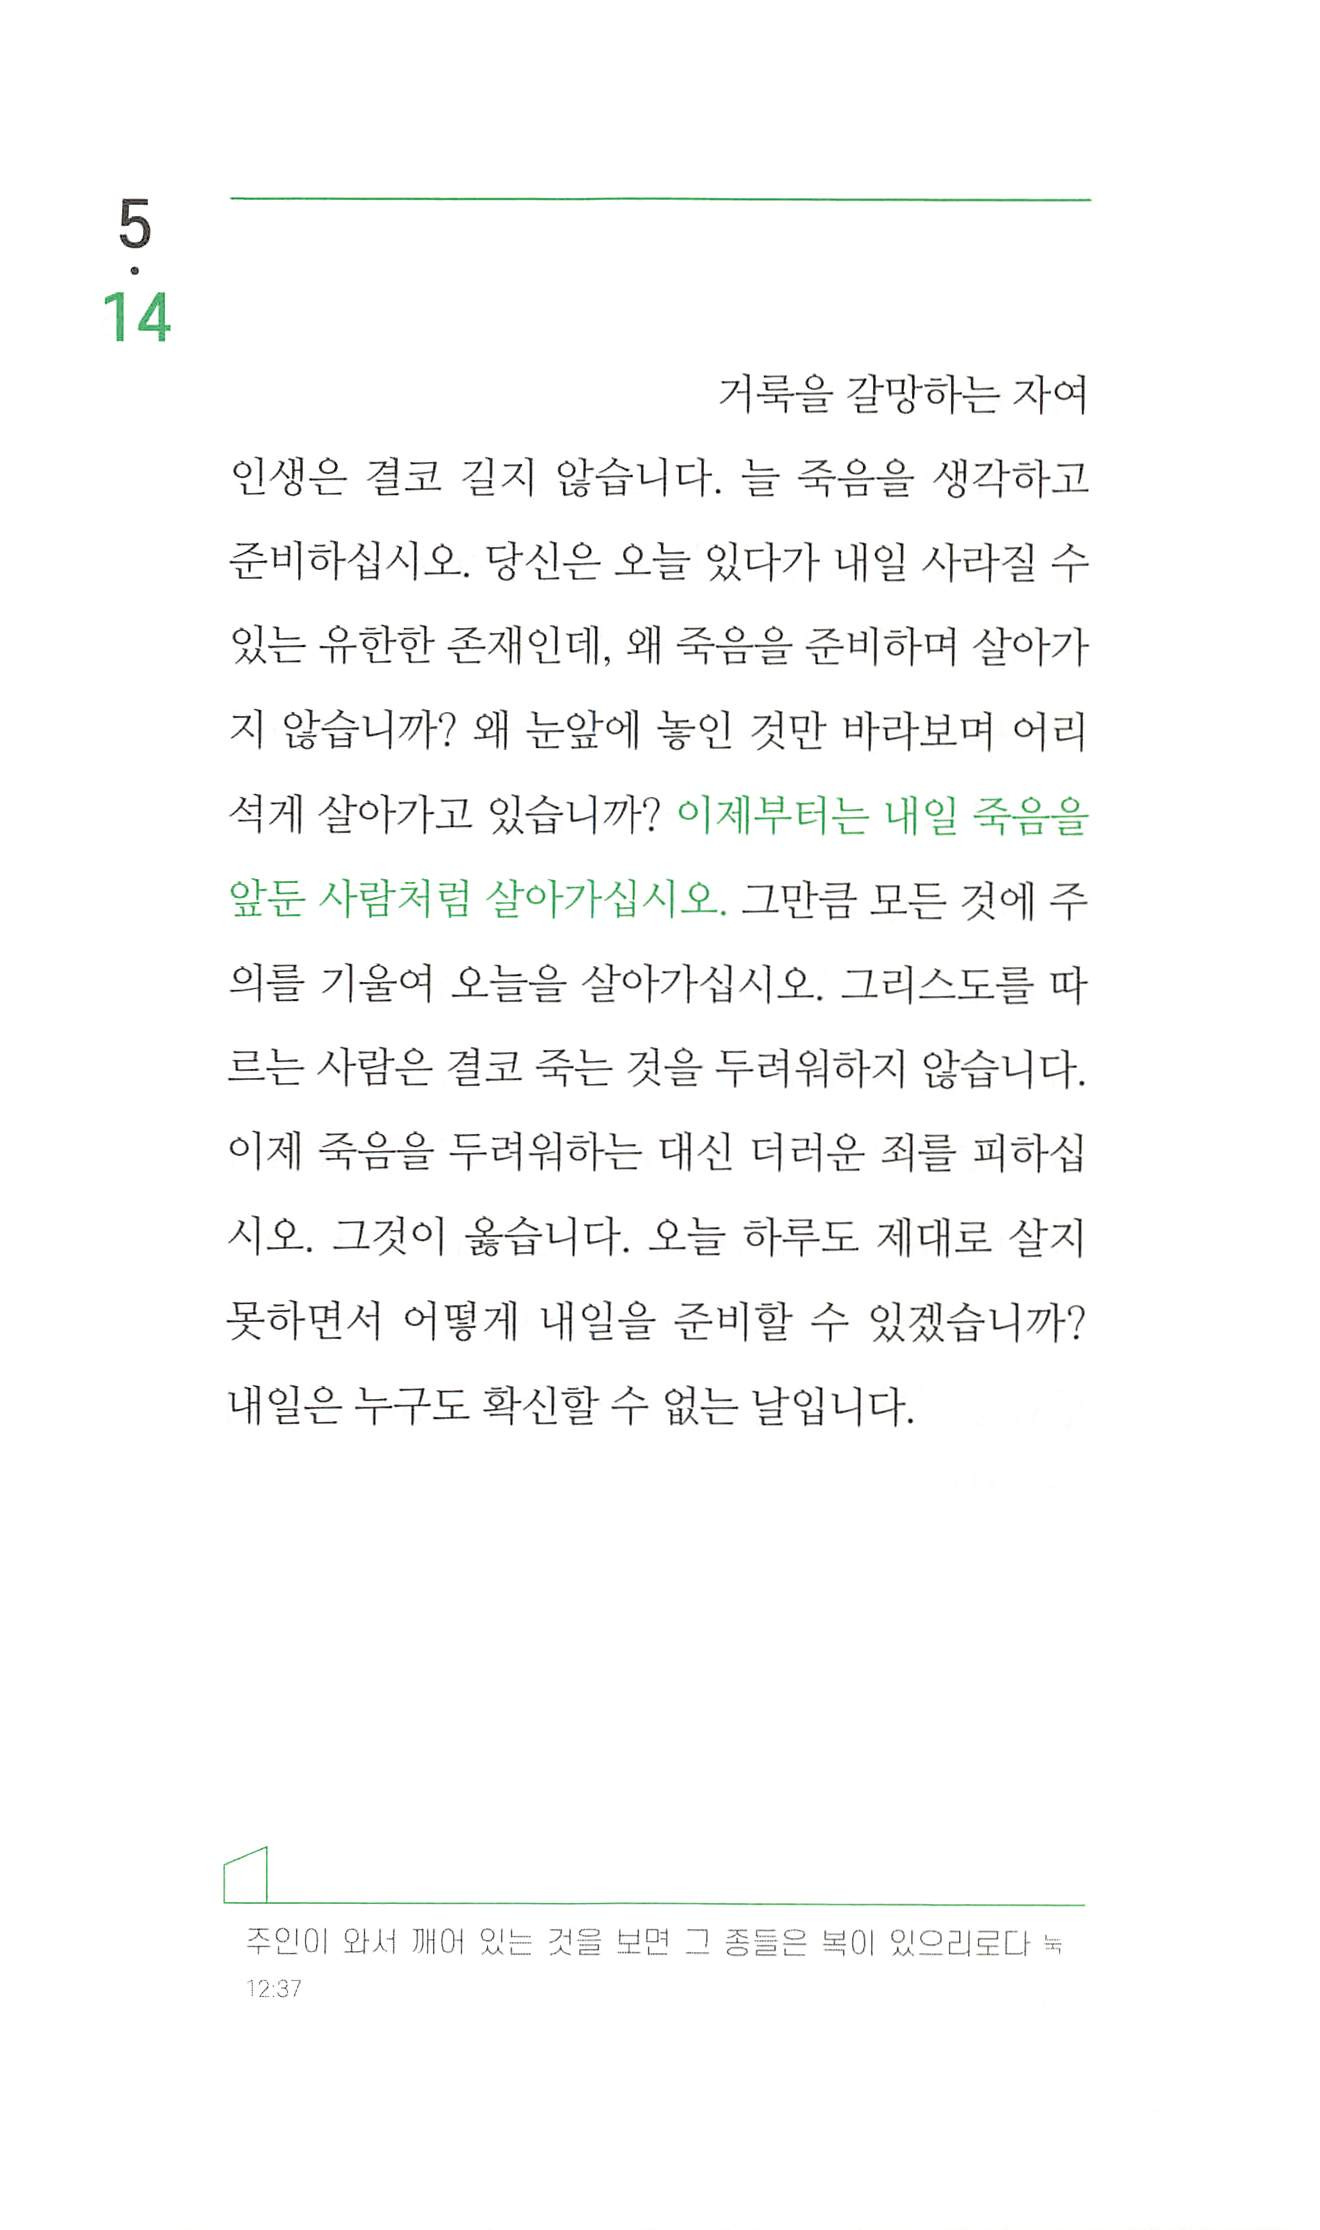 5
·
14
거룩을 갈망하는 자여
인생은 결코 길지 않습니다. 늘 죽음을 생각하고
준비하십시오. 당신은 오늘 있다가 내일 사라질 수
있는 유한한 존재인데, 왜 죽음을 준비하며 살아가
지 않습니까? 왜 눈앞에 놓인 것만 바라보며 어리
석게 살아가고 있습니까? 이제부터는 내일 죽음을
앞둔 사람처럼 살아가십시오. 그만큼 모든 것에 주
의를 기울여 오늘을 살아가십시오. 그리스도를 따
르는 사람은 결코 죽는 것을 두려워하지 않습니다.
이제 죽음을 두려워하는 대신 더러운 죄를 피하십
시오. 그것이 옳습니다. 오늘 하루도 제대로 살지
못하면서 어떻게 내일을 준비할 수 있겠습니까?
내일은 누구도 확신할 수 없는 날입니다.
주인이 와서 깨어 있는 것을 보면 그 종들은 복이 있으리로다 눅
12:37